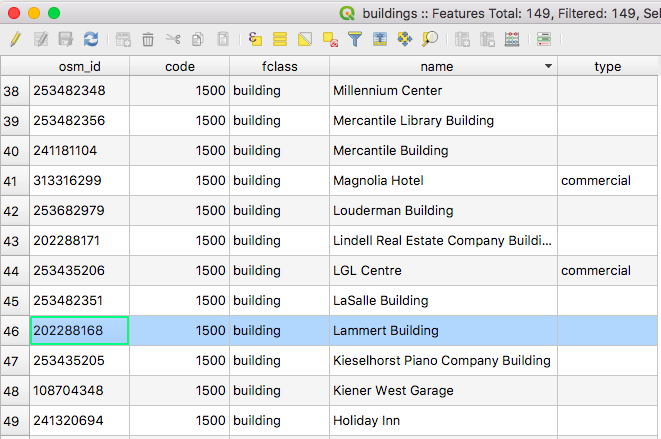 buildings :: Features Total: 149, Filtered: 149, Sel
osm_id code fclass name type
38 253482348 1500 building Millennium Center
39 253482356 1500 building Mercantile Library Building
40 241181104 1500 building Mercantile Building
41 313316299 1500 building Magnolia Hotel commercial
42 253682979 1500 building Louderman Building
43 202288171 1500 building Lindell Real Estate Company Buildi...
44 253435206 1500 building LGL Centre commercial
45 253482351 1500 building LaSalle Building
46 202288168 1500 building Lammert Building
47 253435205 1500 building Kieselhorst Piano Company Building
48 108704348 1500 building Kiener West Garage
49 241320694 1500 building Holiday Inn